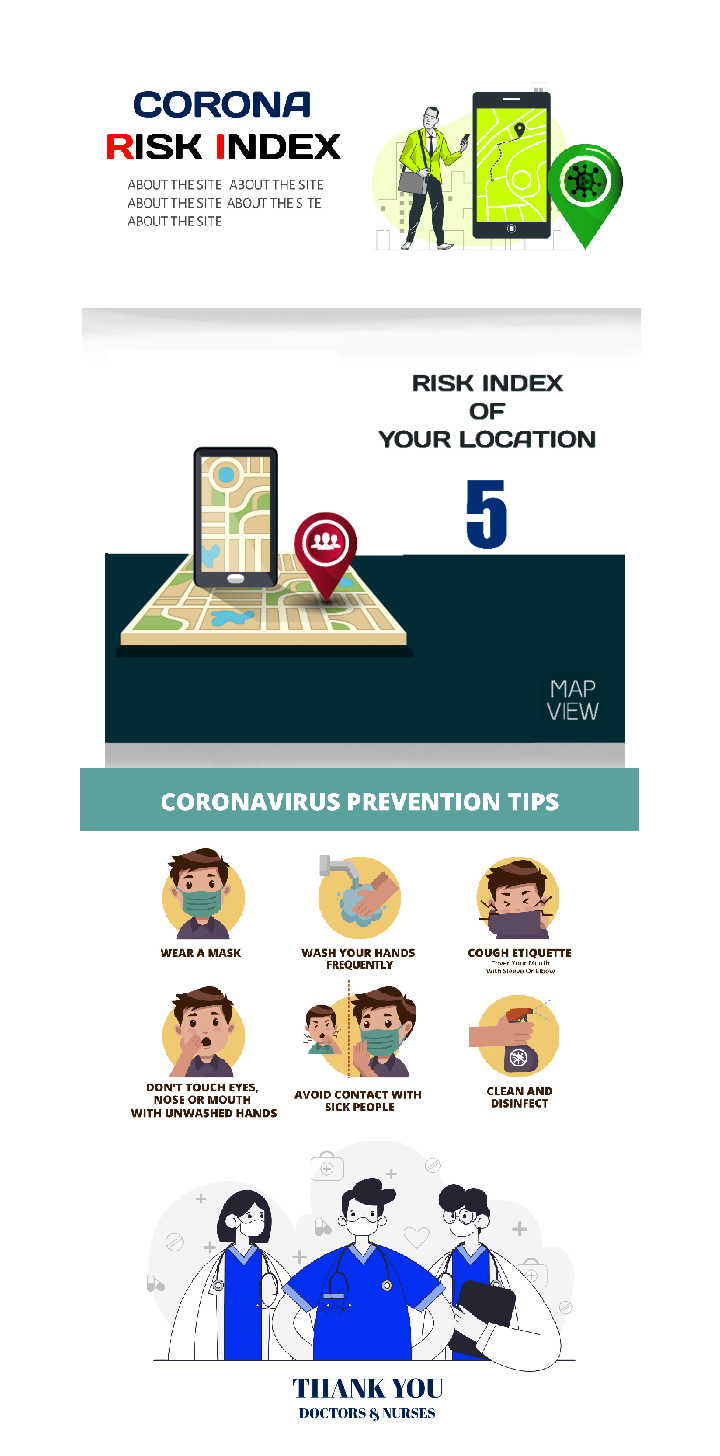 CORONA
RISK INDEX
ABOUT THE SITE ABOUT THE SITE
ABOUT THE SITE ABOUT THE S TE
ABOUT THE SITE
RISK INDEX
OF
YOUR LOCATION
5
MAP
VIEW
CORONAVIRUS PREVENTION TIPS
WEAR A MASK
WASH YOUR HANDS
FREQUENTLY
COUGH ETIQUETTE
Cover Your Mouth
With Sleeve Or Elbow
DON'T TOUCH EYES,
NOSE OR MOUTH
WITH UNWASHED HANDS
AVOID CONTACT WITH
SICK PEOPLE
CLEAN AND
DISINFECT
THANK YOU
DOCTORS & NURSES